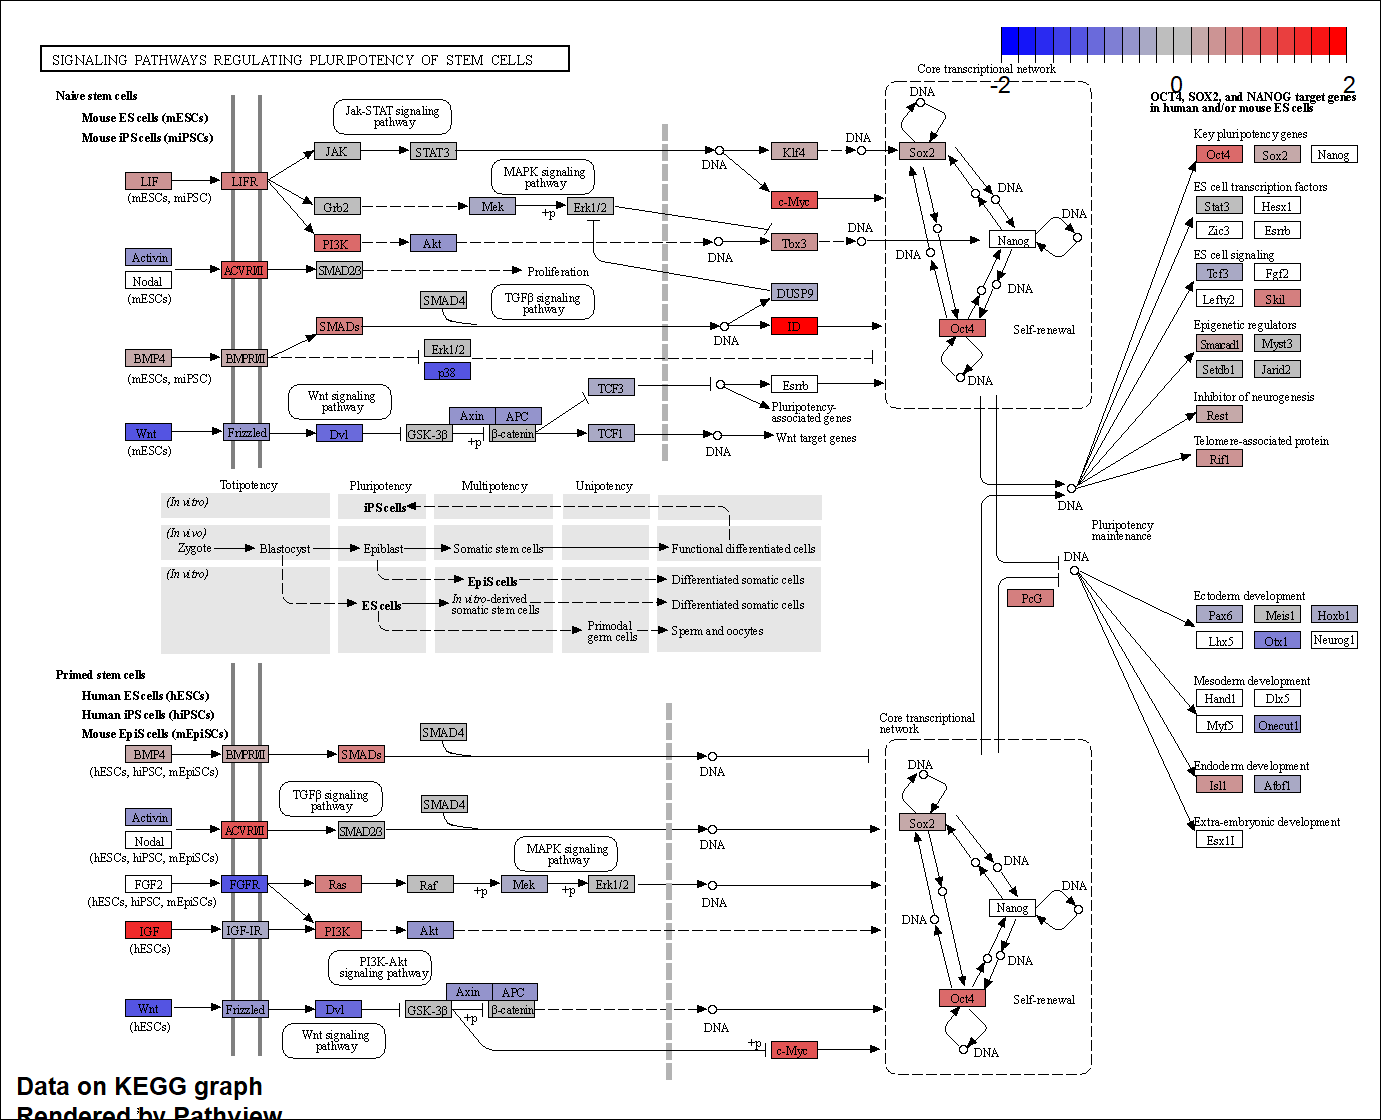 SIGNALING PATHWAYS REGULATING PLURIPOTENCY OF STEM CELLS
-2 0 2
Naive stem cells
Mouse ES cells (mESCs)
Mouse iPS cells (miPSCs)
Jak-STAT signaling
pathway
JAK
STAT3
LIF
(mESCs, miPSC)
LIFR
MAPK signaling
pathway
Grb2
Mek
+p
Erk1/2
PI3K
Akt
Activin
Nodal
(mESCs)
ACVRI/II
SMAD2/3
Proliferation
SMAD4
TGFβ signaling
pathway
SMADs
BMP4
(mESCs, miPSC)
BMPRI/II
Erk1/2
p38
Wnt signaling
pathway
Wnt
(mESCs)
Frizzled
Dvl
GSK-3β
Axin
APC
+p
β-catenin
TCF3
TCF1
DNA
Klf4
DNA
c-Myc
Tbx3
DNA
DNA
DUSP9
ID
DNA
Esrrb
Pluripotency-
associated genes
Wnt target genes
DNA
Core transcriptional network
DNA
Sox2
DNA
DNA
Nanog
DNA
DNA
Oct4
Self-renewal
DNA
OCT4, SOX2, and NANOG target genes
in human and/or mouse ES cells
Key pluripotency genes
Oct4 Sox2 Nanog
ES cell transcription factors
Stat3 Hesx1
Zic3 Esrrb
ES cell signaling
Tcf3 Fgf2
Lefty2 Skil
Epigenetic regulators
Smarcad1 Myst3
Setdb1 Jarid2
Inhibitor of neurogenesis
Rest
Telomere-associated protein
Rif1
DNA
Pluripotency
maintenance
DNA
PcG
Ectoderm development
Pax6 Meis1 Hoxb1
Lhx5 Otx1 Neurog1
Mesoderm development
Hand1 Dlx5
Myf5 Onecut1
Endoderm development
Isl1 Atbf1
Extra-embryonic development
Esx1l
Totipotency Pluripotency Multipotency Unipotency
(In vitro)
iPS cells
(In vivo)
Zygote Blastocyst Epiblast Somatic stem cells Functional differentiated cells
(In vitro)
EpiS cells Differentiated somatic cells
ES cells
In vitro-derived
somatic stem cells
Differentiated somatic cells
Primodal
germ cells
Sperm and oocytes
Primed stem cells
Human ES cells (hESCs)
Human iPS cells (hiPSCs)
Mouse EpiS cells (mEpiSCs)
BMP4
(hESCs, hiPSC, mEpiSCs)
BMPRI/II
SMADs
SMAD4
DNA
TGFβ signaling
pathway
Activin
Nodal
(hESCs, hiPSC, mEpiSCs)
ACVRI/II
SMAD2/3
SMAD4
DNA
MAPK signaling
pathway
FGF2
(hESCs, hiPSC, mEpiSCs)
FGFR
Ras
Raf
+p
Mek
+p
Erk1/2
DNA
IGF
(hESCs)
IGF-IR
PI3K
Akt
PI3K-Akt
signaling pathway
Wnt
(hESCs)
Frizzled
Dvl
GSK-3β
Axin
APC
+p
β-catenin
DNA
Wnt signaling
pathway
+p
c-Myc
Core transcriptional
network
DNA
Sox2
DNA
DNA
Nanog
DNA
DNA
Oct4
Self-renewal
DNA
Data on KEGG graph
Rendered by Pathview